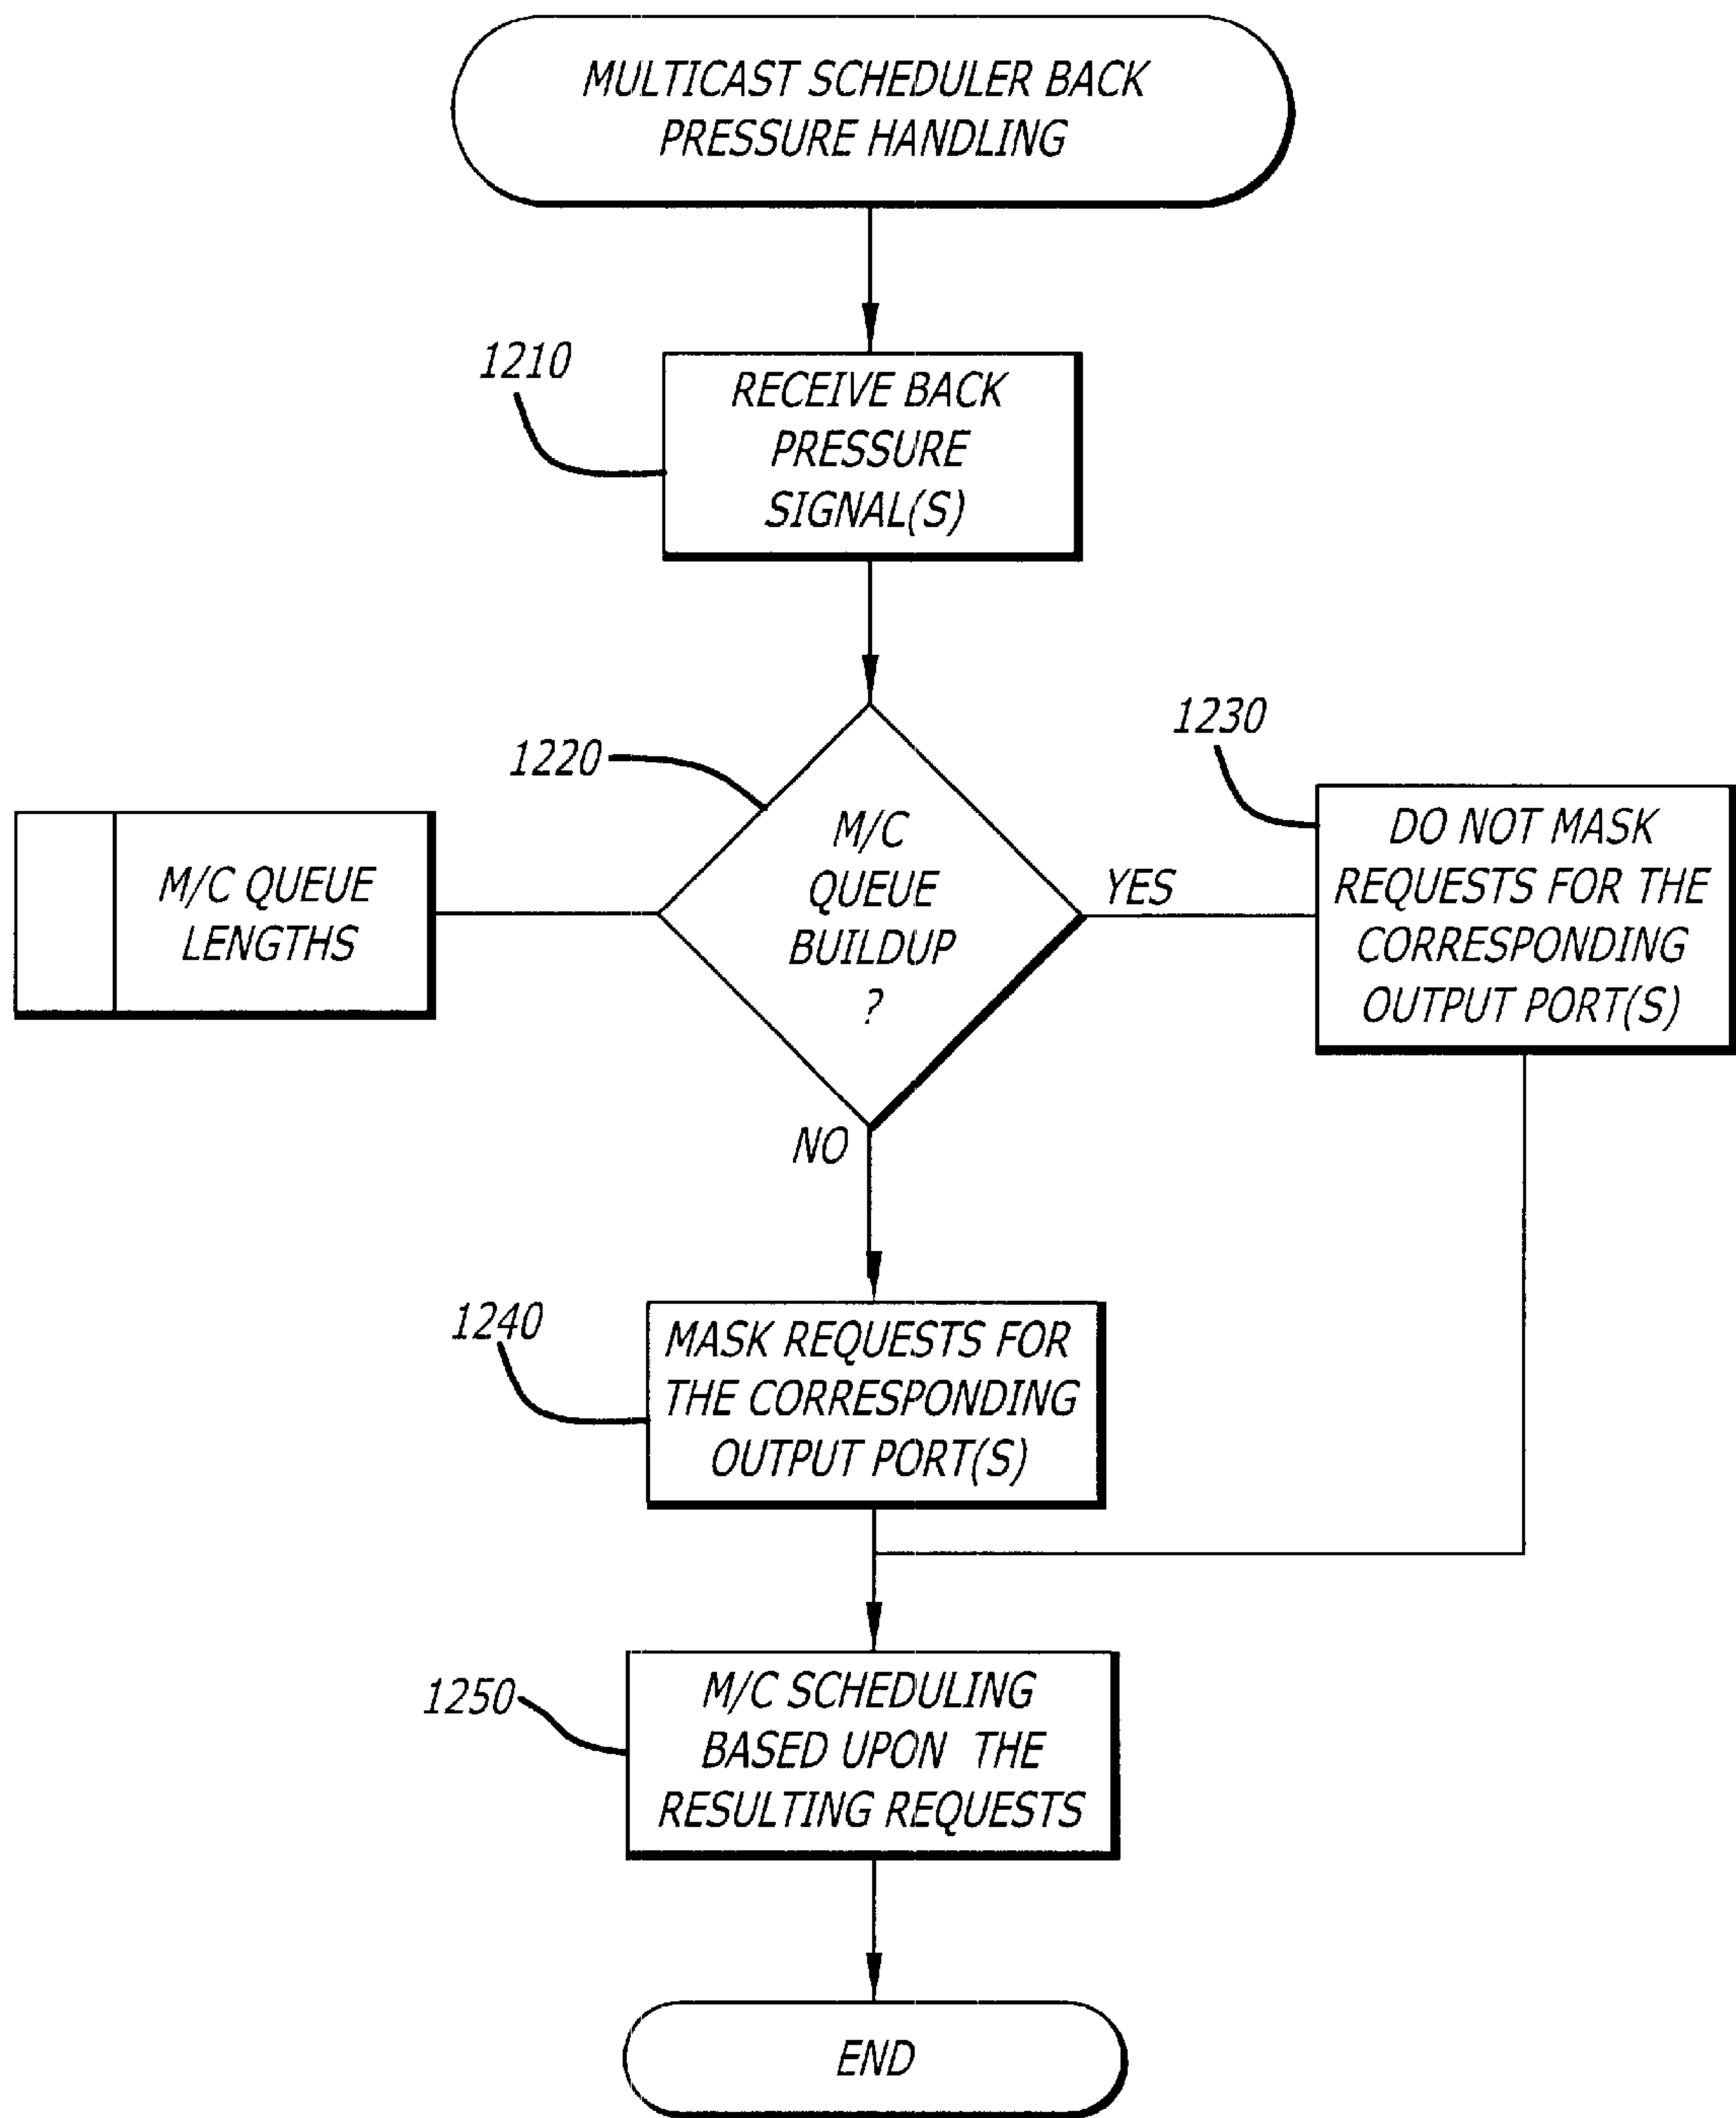 MULTICAST SCHEDULER BACK
PRESSURE HANDLING
1210
RECEIVE BACK
PRESSURE
SIGNAL(S)
1220
M/C
QUEUE
BUILDUP
?
M/C QUEUE
LENGTHS
YES
1230
DO NOT MASK
REQUESTS FOR THE
CORRESPONDING
OUTPUT PORT(S)
NO
1240
MASK REQUESTS FOR
THE CORRESPONDING
OUTPUT PORT(S)
1250
M/C SCHEDULING
BASED UPON THE
RESULTING REQUESTS
END